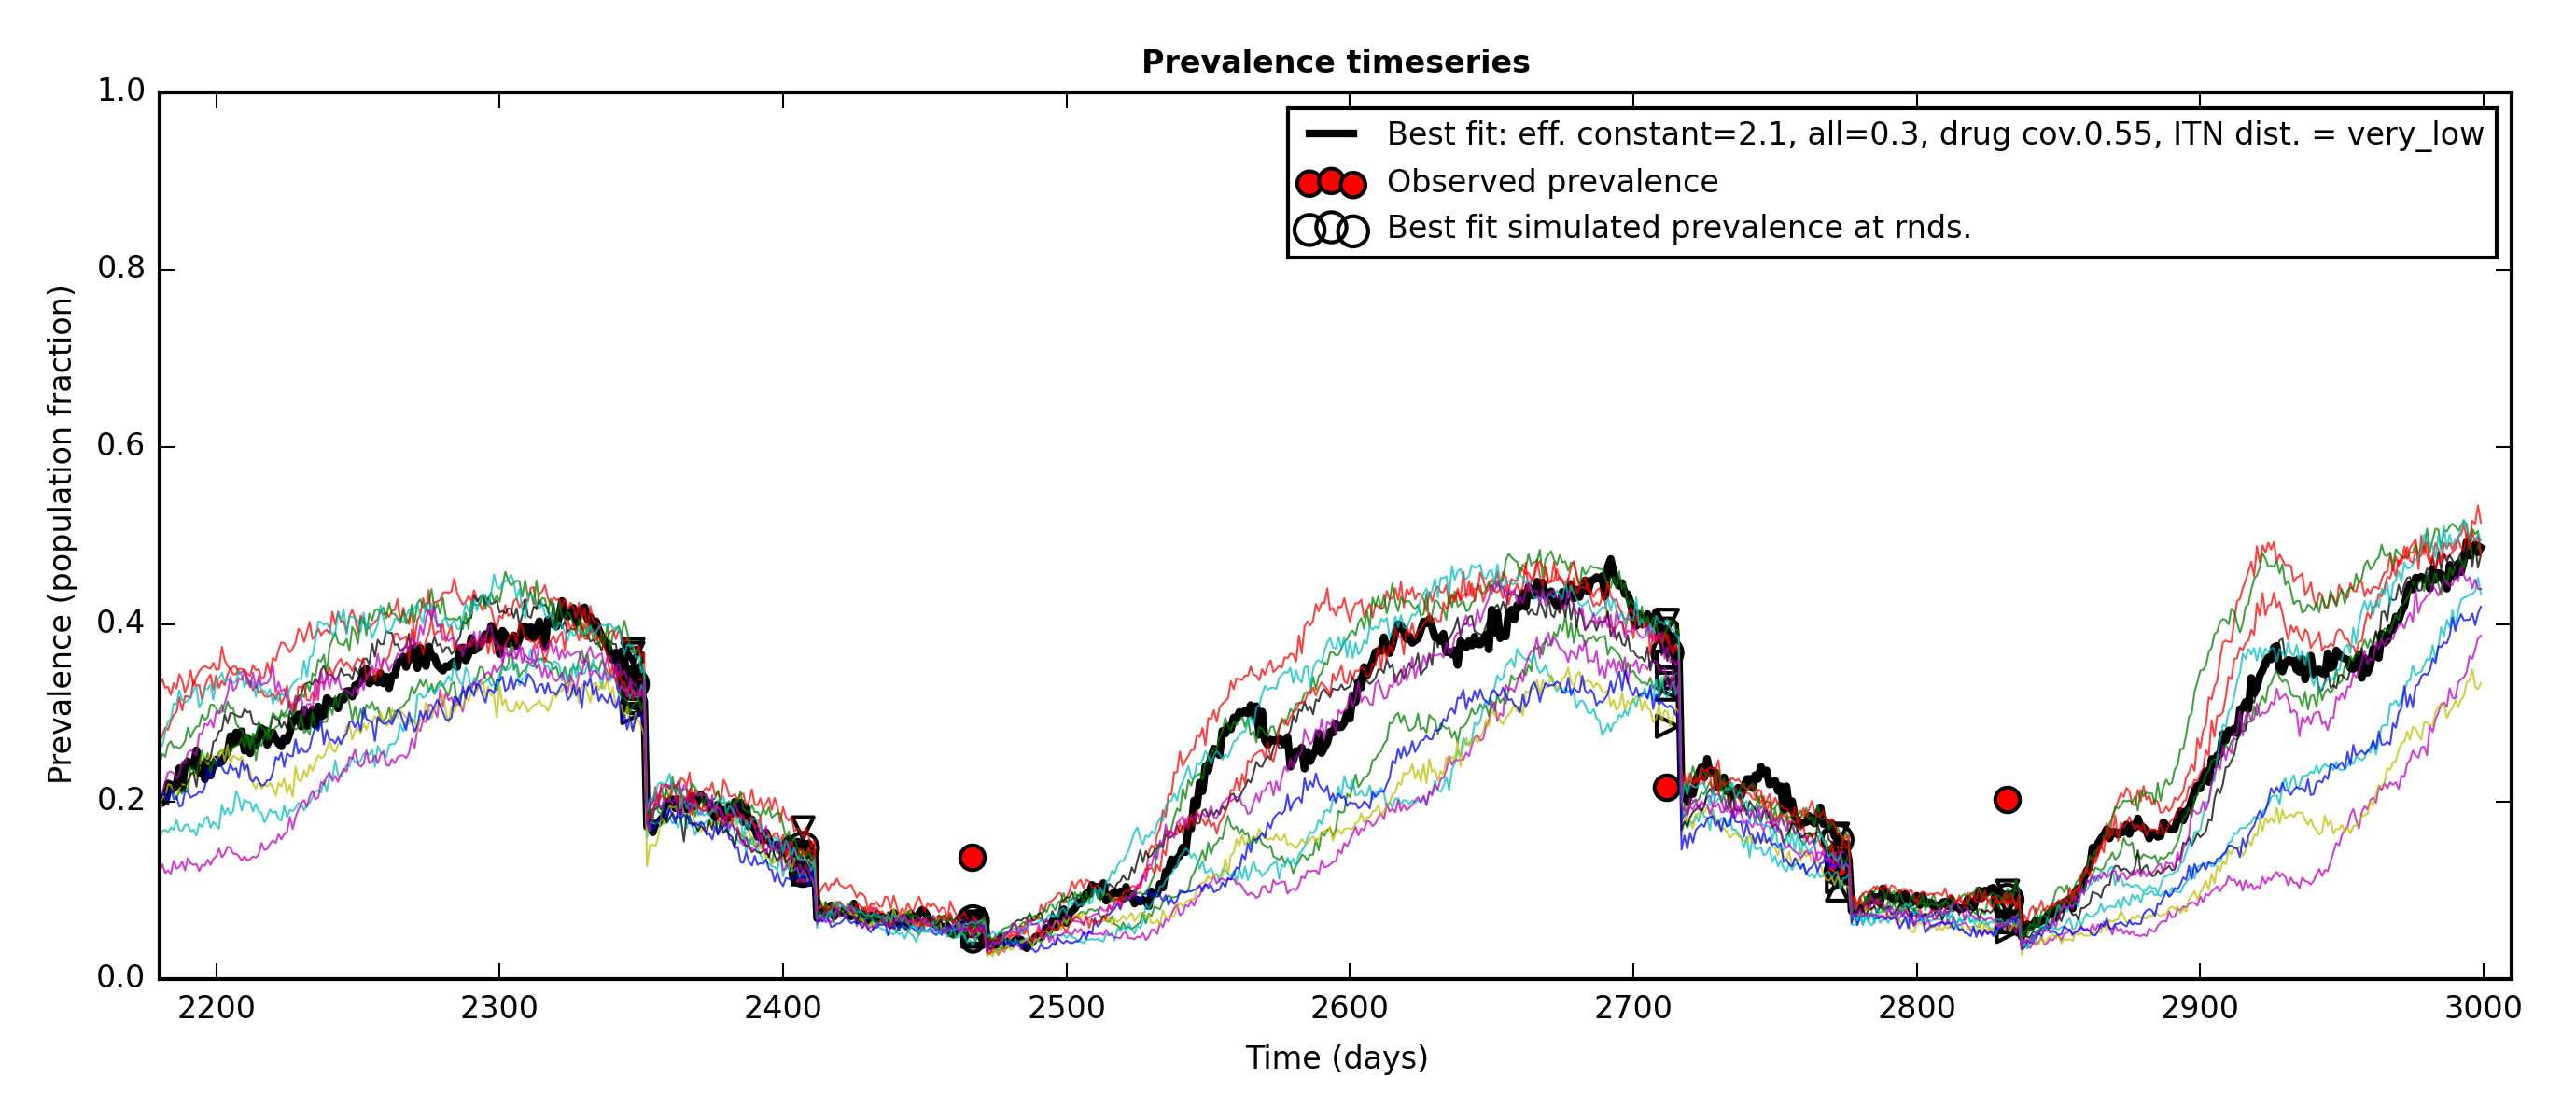 Prevalence timeseries
Best fit: eff. constant=2.1, all=0.3, drug cov.0.55, ITN dist. = very_low
Observed prevalence
Best fit simulated prevalence at rnds.
Prevalence (population fraction)
1.0
0.8
0.6
0.4
0.2
0.0
2200 2300 2400 2500 2600 2700 2800 2900 3000
Time (days)